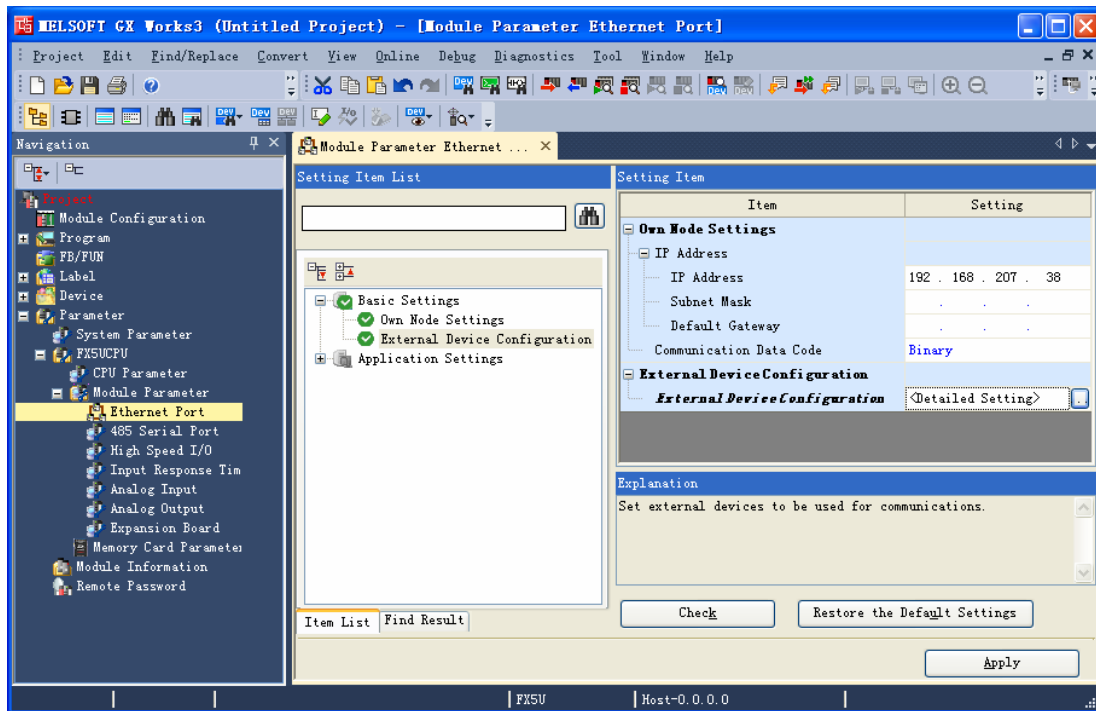 MELSOFT GX Works3 (Untitled Project) - [Module Parameter Ethernet Port]
Project Edit Find/Replace Convert View Online Debug Diagnostics Tool Window Help
Navigation
Module Parameter Ethernet ...
Project
Module Configuration
Program
FB/FUN
Label
Device
Parameter
System Parameter
FX5UCPU
CPU Parameter
Module Parameter
Ethernet Port
485 Serial Port
High Speed I/O
Input Response Tim
Analog Input
Analog Output
Expansion Board
Memory Card Parameter
Module Information
Remote Password
Setting Item List
Basic Settings
Own Node Settings
External Device Configuration
Application Settings
Item List Find Result
Setting Item
Item Setting
Own Node Settings
IP Address
IP Address 192 . 168 . 207 . 38
Subnet Mask . . .
Default Gateway . . .
Communication Data Code Binary
External Device Configuration
External Device Configuration <Detailed Setting> ..
Explanation
Set external devices to be used for communications.
Check Restore the Default Settings
Apply
FX5U Host-0.0.0.0